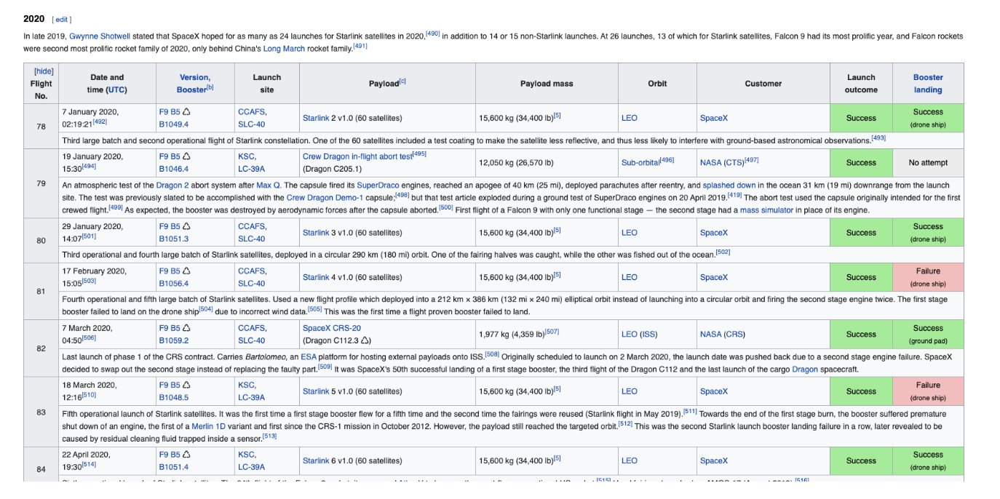 2020 [ edit ]
In late 2019, Gwynne Shotwell stated that SpaceX hoped for as many as 24 launches for Starlink satellites in 2020,[490] in addition to 14 or 15 non-Starlink launches. At 26 launches, 13 of which for Starlink satellites, Falcon 9 had its most prolific year, and Falcon rockets
were second most prolific rocket family of 2020, only behind China's Long March rocket family.[491]
[hide] Flight No. Date and time (UTC) Version, Booster[b] Launch site Payload[c] Payload mass Orbit Customer Launch outcome Booster landing
78 7 January 2020, 02:19:21[492] F9 B5 ♺ B1049.4 CCAFS, SLC-40 Starlink 2 v1.0 (60 satellites) 15,600 kg (34,400 lb)[5] LEO SpaceX Success Success (drone ship)
Third large batch and second operational flight of Starlink constellation. One of the 60 satellites included a test coating to make the satellite less reflective, and thus less likely to interfere with ground-based astronomical observations.[493]
79 19 January 2020, 15:30[494] F9 B5 ♺ B1046.4 KSC, LC-39A Crew Dragon in-flight abort test[495] (Dragon C205.1) 12,050 kg (26,570 lb) Sub-orbital[496] NASA (CTS)[497] Success No attempt
An atmospheric test of the Dragon 2 abort system after Max Q. The capsule fired its SuperDraco engines, reached an apogee of 40 km (25 mi), deployed parachutes after reentry, and splashed down in the ocean 31 km (19 mi) downrange from the launch
site. The test was previously slated to be accomplished with the Crew Dragon Demo-1 capsule;[498] but that test article exploded during a ground test of SuperDraco engines on 20 April 2019.[419] The abort test used the capsule originally intended for the first
crewed flight.[499] As expected, the booster was destroyed by aerodynamic forces after the capsule aborted.[500] First flight of a Falcon 9 with only one functional stage — the second stage had a mass simulator in place of its engine.
80 29 January 2020, 14:07[501] F9 B5 ♺ B1051.3 CCAFS, SLC-40 Starlink 3 v1.0 (60 satellites) 15,600 kg (34,400 lb)[5] LEO SpaceX Success Success (drone ship)
Third operational and fourth large batch of Starlink satellites, deployed in a circular 290 km (180 mi) orbit. One of the fairing halves was caught, while the other was fished out of the ocean.[502]
81 17 February 2020, 15:05[503] F9 B5 ♺ B1056.4 CCAFS, SLC-40 Starlink 4 v1.0 (60 satellites) 15,600 kg (34,400 lb)[5] LEO SpaceX Success Failure (drone ship)
Fourth operational and fifth large batch of Starlink satellites. Used a new flight profile which deployed into a 212 km × 386 km (132 mi × 240 mi) elliptical orbit instead of launching into a circular orbit and firing the second stage engine twice. The first stage
booster failed to land on the drone ship[504] due to incorrect wind data.[505] This was the first time a flight proven booster failed to land.
82 7 March 2020, 04:50[506] F9 B5 ♺ B1059.2 CCAFS, SLC-40 SpaceX CRS-20 (Dragon C112.3 ♺) 1,977 kg (4,359 lb)[507] LEO (ISS) NASA (CRS) Success Success (ground pad)
Last launch of phase 1 of the CRS contract. Carries Bartolomeo, an ESA platform for hosting external payloads onto ISS.[508] Originally scheduled to launch on 2 March 2020, the launch date was pushed back due to a second stage engine failure. SpaceX
decided to swap out the second stage instead of replacing the faulty part.[509] It was SpaceX's 50th successful landing of a first stage booster, the third flight of the Dragon C112 and the last launch of the cargo Dragon spacecraft.
83 18 March 2020, 12:16[510] F9 B5 ♺ B1048.5 KSC, LC-39A Starlink 5 v1.0 (60 satellites) 15,600 kg (34,400 lb)[5] LEO SpaceX Success Failure (drone ship)
Fifth operational launch of Starlink satellites. It was the first time a first stage booster flew for a fifth time and the second time the fairings were reused (Starlink flight in May 2019).[511] Towards the end of the first stage burn, the booster suffered premature
shut down of an engine, the first of a Merlin 1D variant and first since the CRS-1 mission in October 2012. However, the payload still reached the targeted orbit.[512] This was the second Starlink launch booster landing failure in a row, later revealed to be
caused by residual cleaning fluid trapped inside a sensor.[513]
84 22 April 2020, 19:30[514] F9 B5 ♺ B1051.4 KSC, LC-39A Starlink 6 v1.0 (60 satellites) 15,600 kg (34,400 lb)[5] LEO SpaceX Success Success (drone ship)